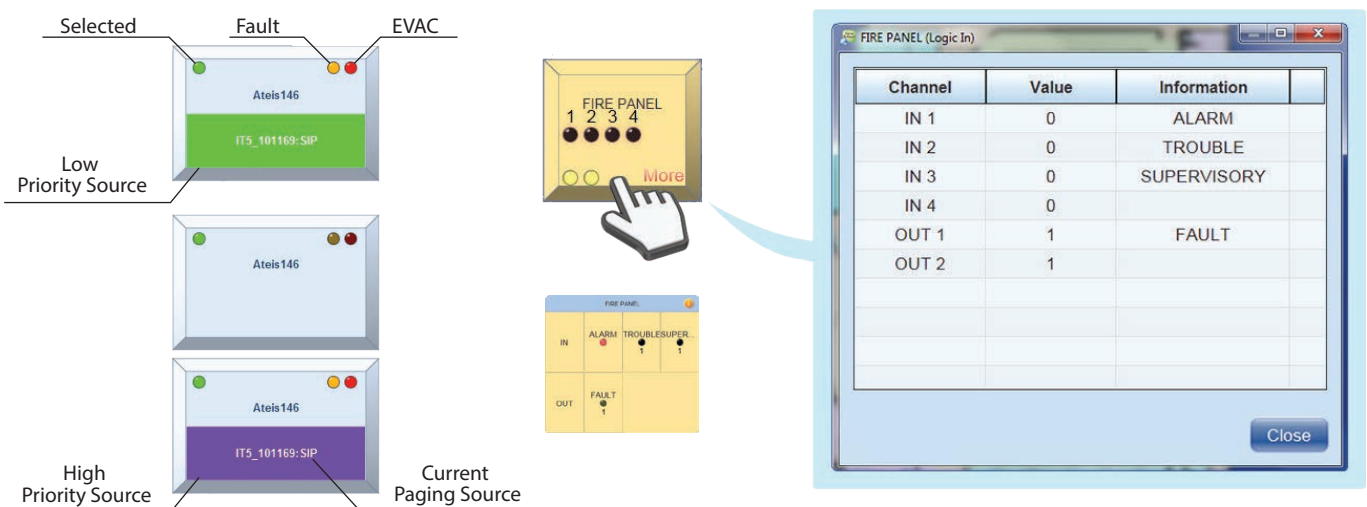 Selected
Fault
EVAC
Ateis146
IT5_101169:SIP
Low
Priority Source
Ateis146
Ateis146
IT5_101169:SIP
High
Priority Source
Current
Paging Source
FIRE PANEL
1 2 3 4
More
FIRE PANEL
IN
ALARM
TROUBLE
1
SUPER...
1
OUT
FAULT
1
FIRE PANEL (Logic In)
Channel Value Information
IN 1 0 ALARM
IN 2 0 TROUBLE
IN 3 0 SUPERVISORY
IN 4 0
OUT 1 1 FAULT
OUT 2 1
Close